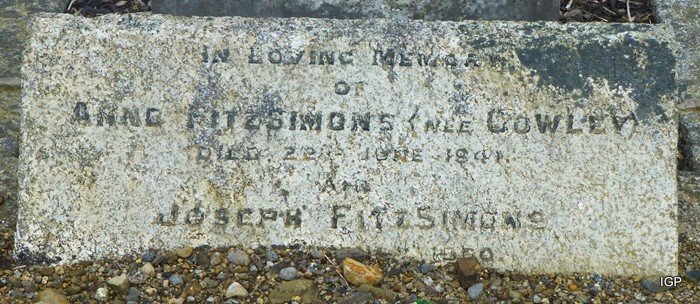 In Loving Memory
of
Anne FitzSimons (nee Cowley)
Died 22nd June 1941.
And
Joseph FitzSimons
IGP